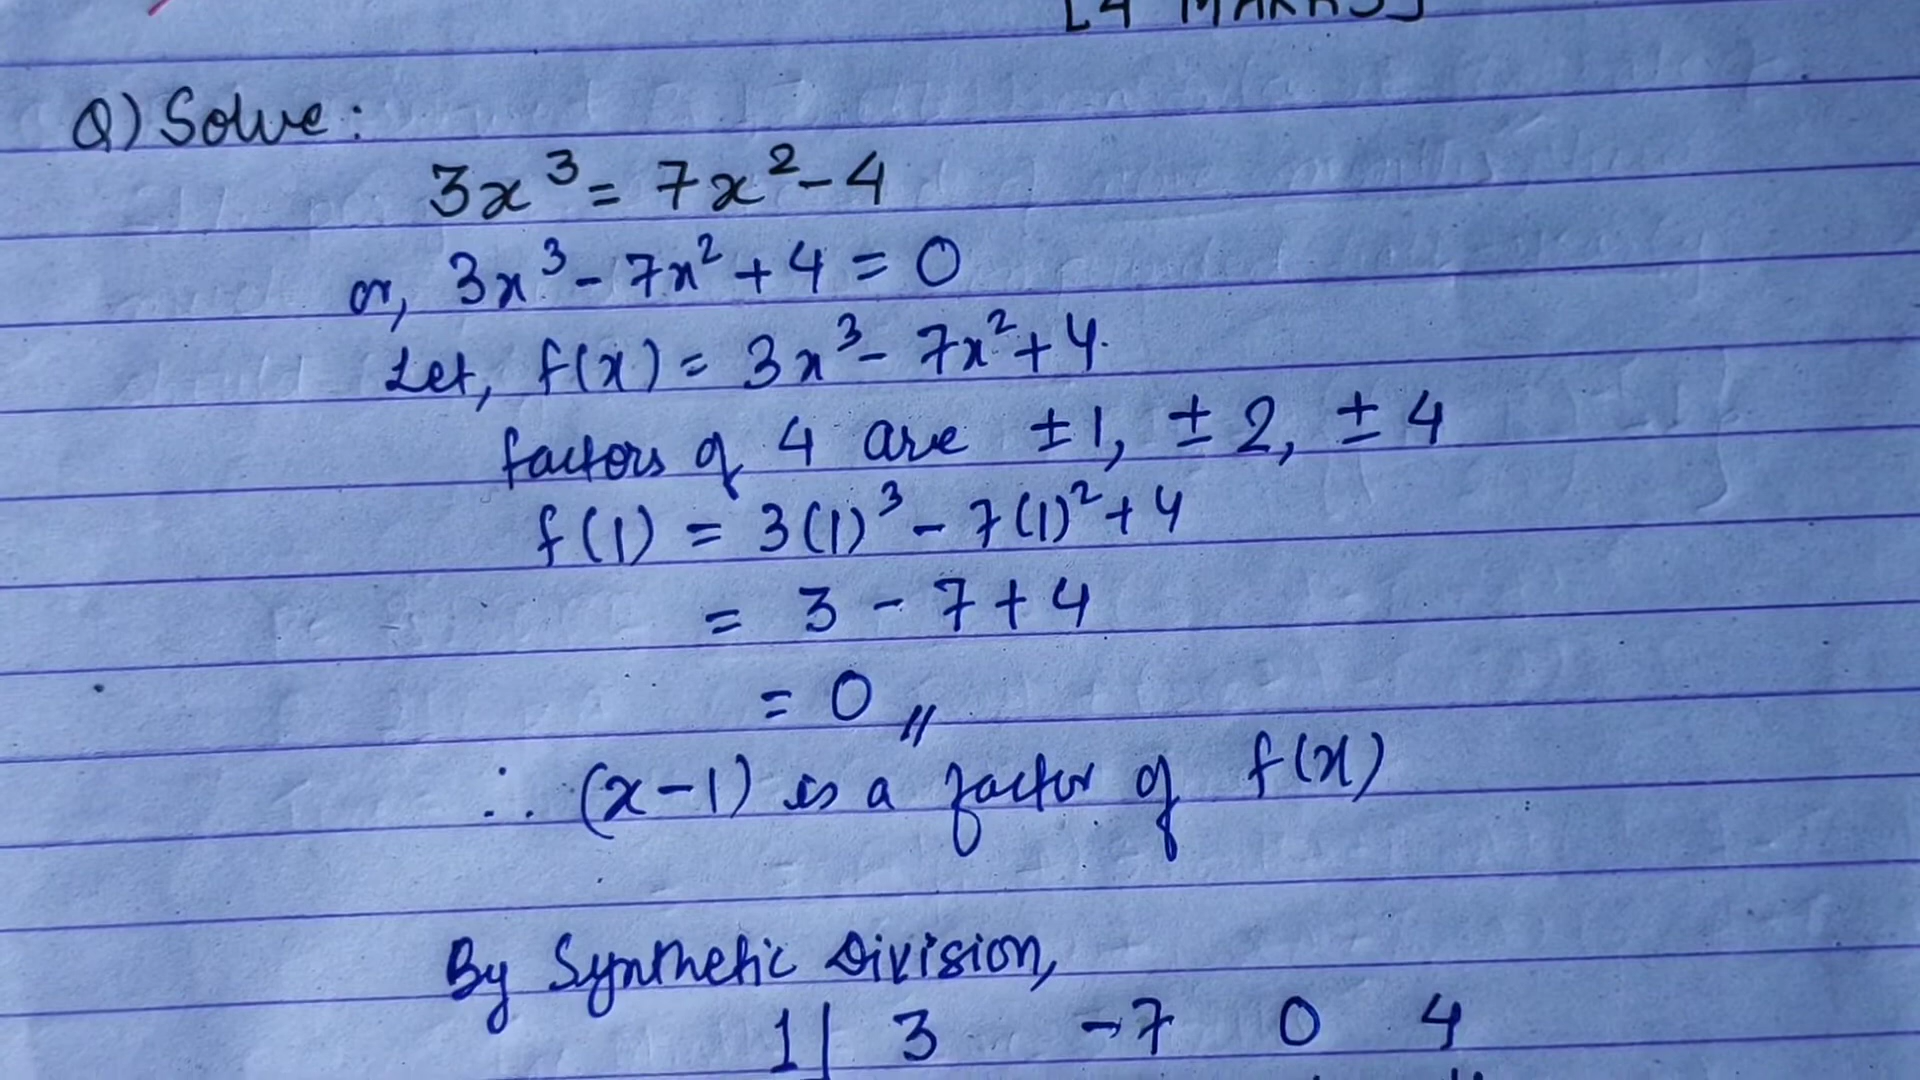 [4 MARKS]
Q) Solve:
3x³ = 7x² - 4
or, 3x³ - 7x² + 4 = 0
Let, f(x) = 3x³ - 7x² + 4.
factors of 4 are ±1, ±2, ±4
f(1) = 3(1)³ - 7(1)² + 4
= 3 - 7 + 4
= 0 //
∴ (x-1) is a factor of f(x)
By Synthetic Division,
1| 3 -7 0 4